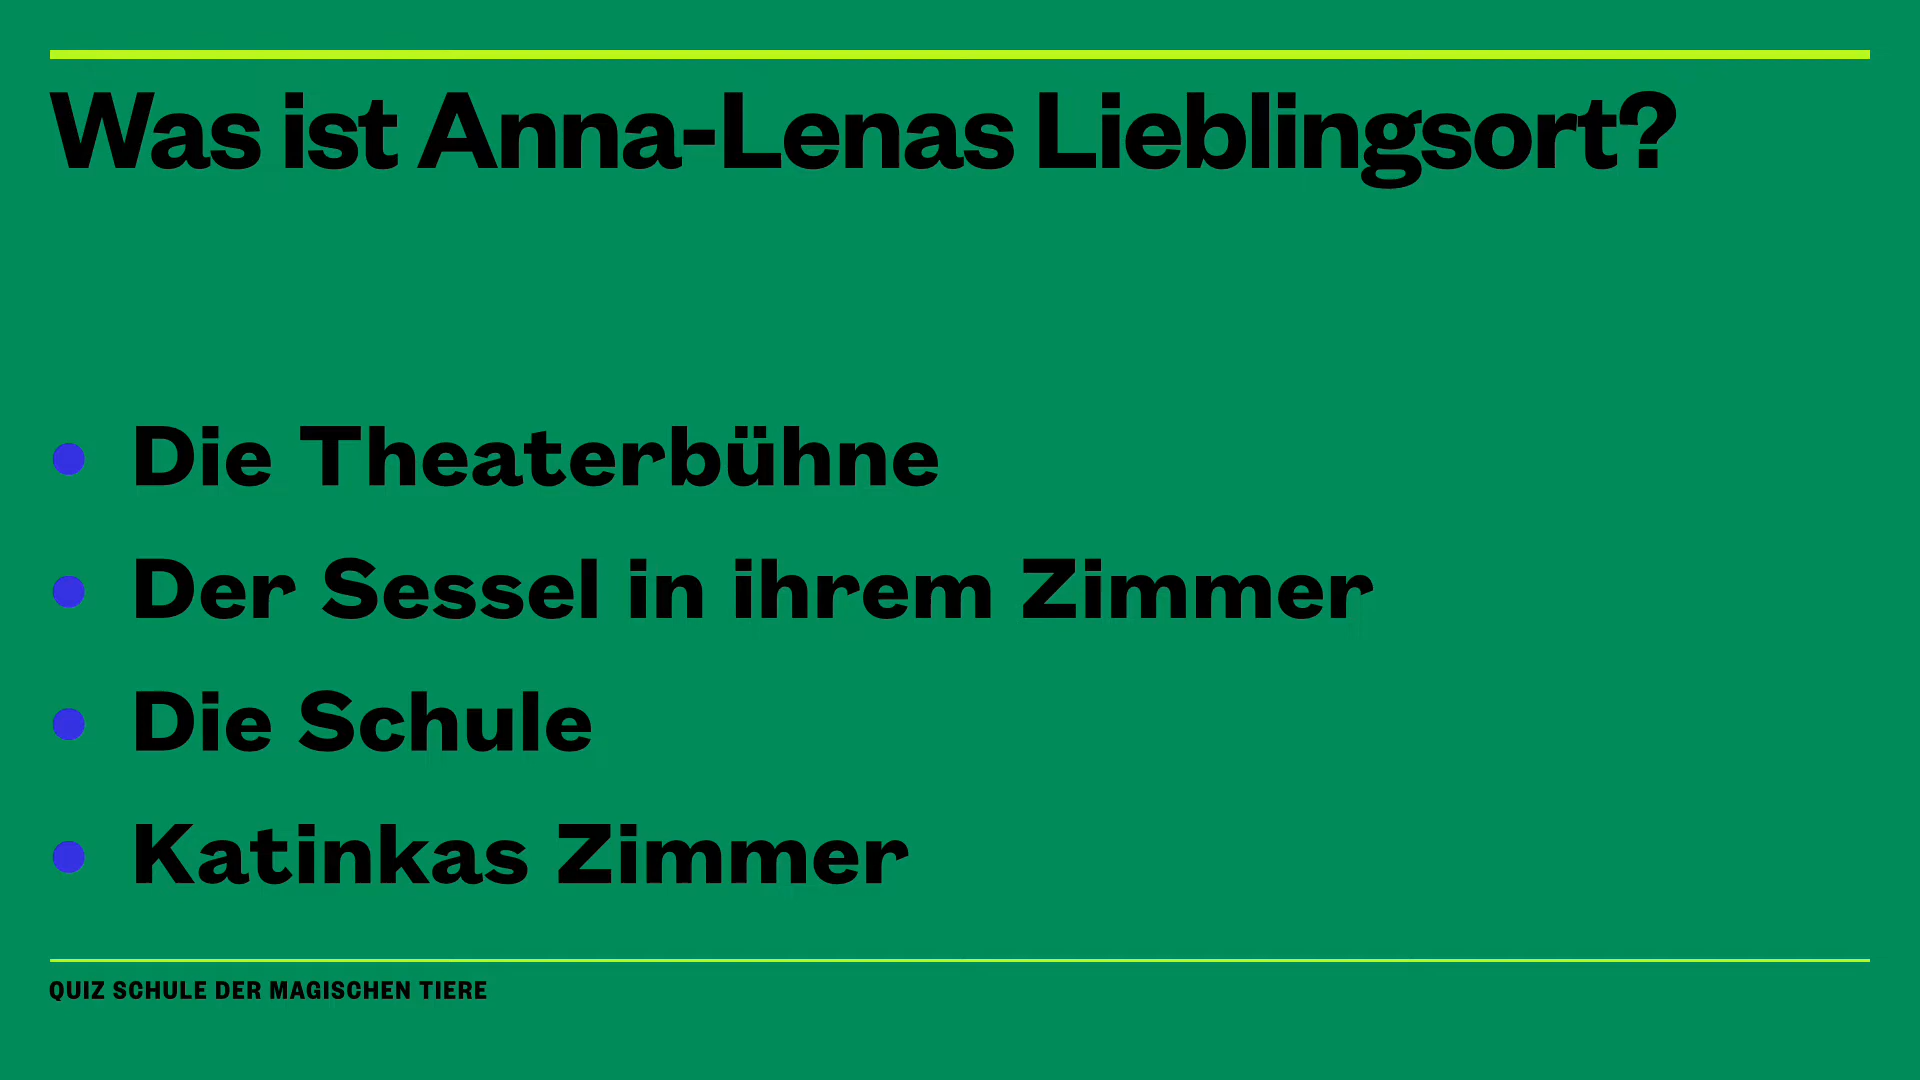 Was ist Anna-Lenas Lieblingsort?
Die Theaterbühne
Der Sessel in ihrem Zimmer
Die Schule
Katinkas Zimmer
QUIZ SCHULE DER MAGISCHEN TIERE